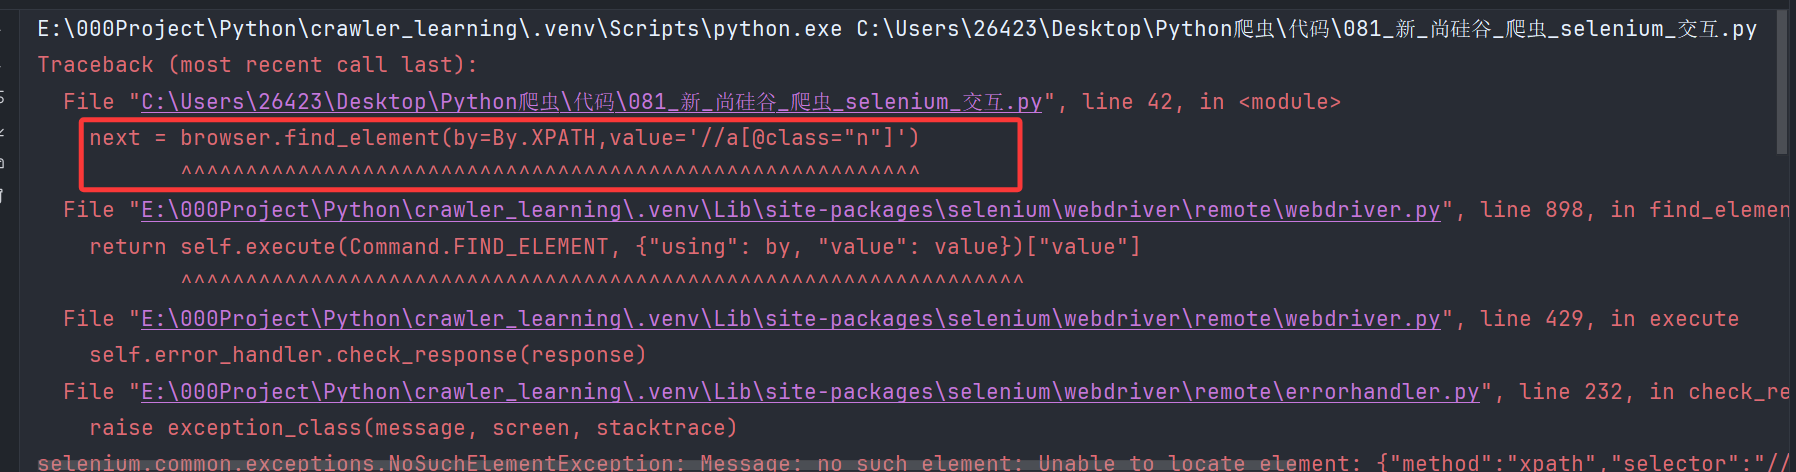 E:\000Project\Python\crawler_learning\.venv\Scripts\python.exe C:\Users\26423\Desktop\Python爬虫\代码\081_新_尚硅谷_爬虫_selenium_交互.py
Traceback (most recent call last):
  File "C:\Users\26423\Desktop\Python爬虫\代码\081_新_尚硅谷_爬虫_selenium_交互.py", line 42, in <module>
    next = browser.find_element(by=By.XPATH,value='//a[@class="n"]')
           ^^^^^^^^^^^^^^^^^^^^^^^^^^^^^^^^^^^^^^^^^^^^^^^^^^^^^^^^^
  File "E:\000Project\Python\crawler_learning\.venv\Lib\site-packages\selenium\webdriver\remote\webdriver.py", line 898, in find_elemen
    return self.execute(Command.FIND_ELEMENT, {"using": by, "value": value})["value"]
           ^^^^^^^^^^^^^^^^^^^^^^^^^^^^^^^^^^^^^^^^^^^^^^^^^^^^^^^^^^^^^^^^^
  File "E:\000Project\Python\crawler_learning\.venv\Lib\site-packages\selenium\webdriver\remote\webdriver.py", line 429, in execute
    self.error_handler.check_response(response)
  File "E:\000Project\Python\crawler_learning\.venv\Lib\site-packages\selenium\webdriver\remote\errorhandler.py", line 232, in check_re
    raise exception_class(message, screen, stacktrace)
selenium.common.exceptions.NoSuchElementException: Message: no such element: Unable to locate element: {"method":"xpath","selector":"//